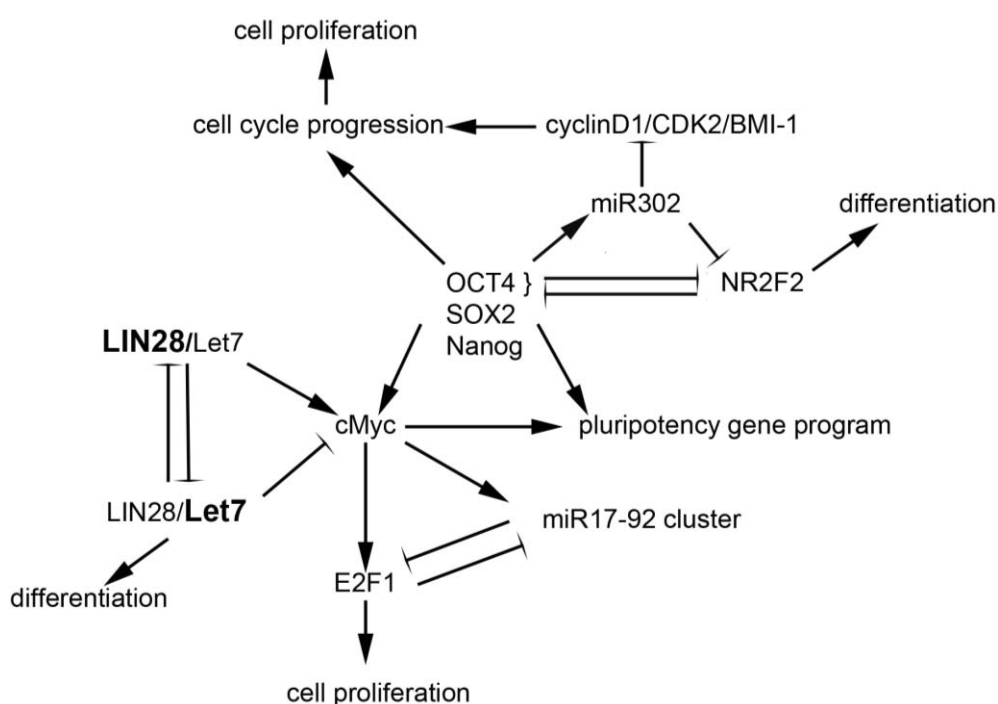 cell proliferation
cell cycle progression
cyclinD1/CDK2/BMI-1
miR302
differentiation
OCT4 }
NR2F2
SOX2
LIN28/Let7
Nanog
cMyc
pluripotency gene program
LIN28/Let7
miR17-92 cluster
E2F1
differentiation
cell proliferation